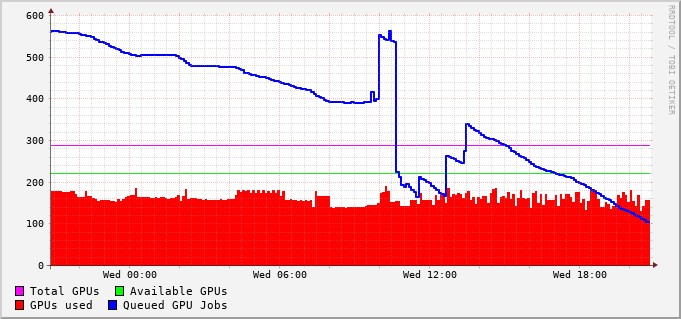 600
500
400
300
200
100
0
Wed 00:00 Wed 06:00 Wed 12:00 Wed 18:00
Total GPUs Available GPUs
GPUs used Queued GPU Jobs
RRDTOOL / TOBI OETIKER